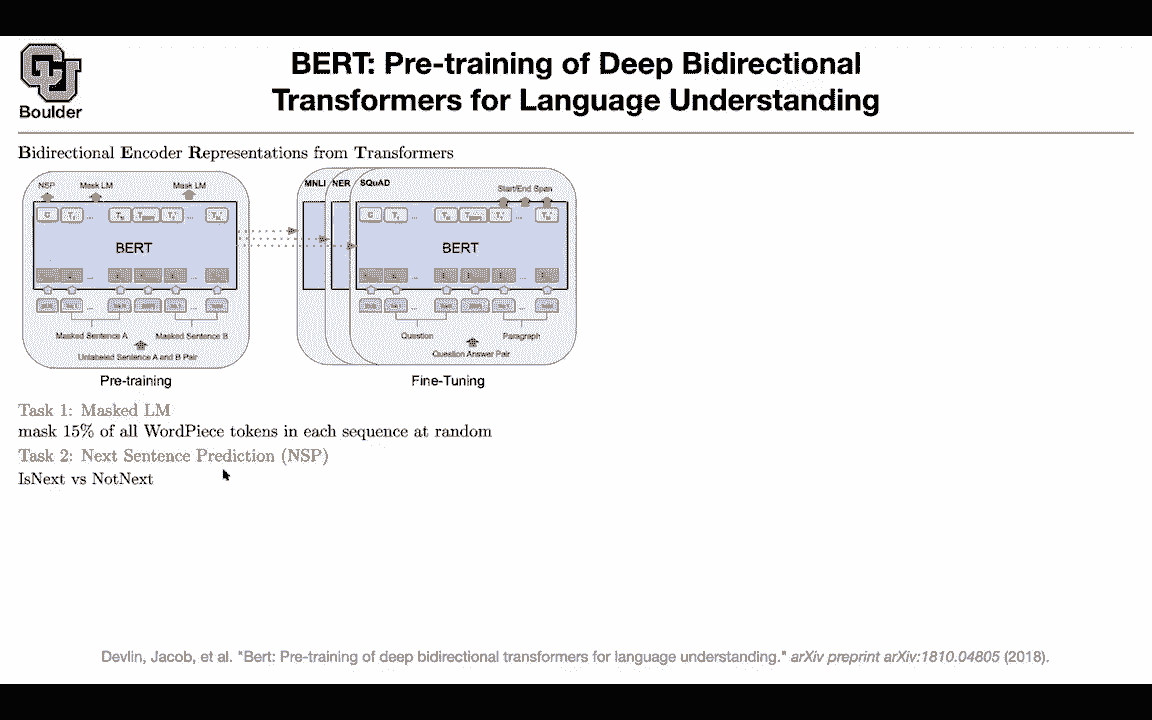 BERT: Pre-training of Deep Bidirectional
Transformers for Language Understanding
Boulder
Bidirectional Encoder Representations from Transformers
NSP Mask LM Mask LM
BERT
Masked Sentence A Masked Sentence B
Unlabeled Sentence A and B Pair
Pre-training
MNLI NER SQuAD
Start/End Span
BERT
Question Paragraph
Question Answer Pair
Fine-Tuning
Task 1: Masked LM
mask 15% of all WordPiece tokens in each sequence at random
Task 2: Next Sentence Prediction (NSP)
IsNext vs NotNext
Devlin, Jacob, et al. "Bert: Pre-training of deep bidirectional transformers for language understanding." arXiv preprint arXiv:1810.04805 (2018).